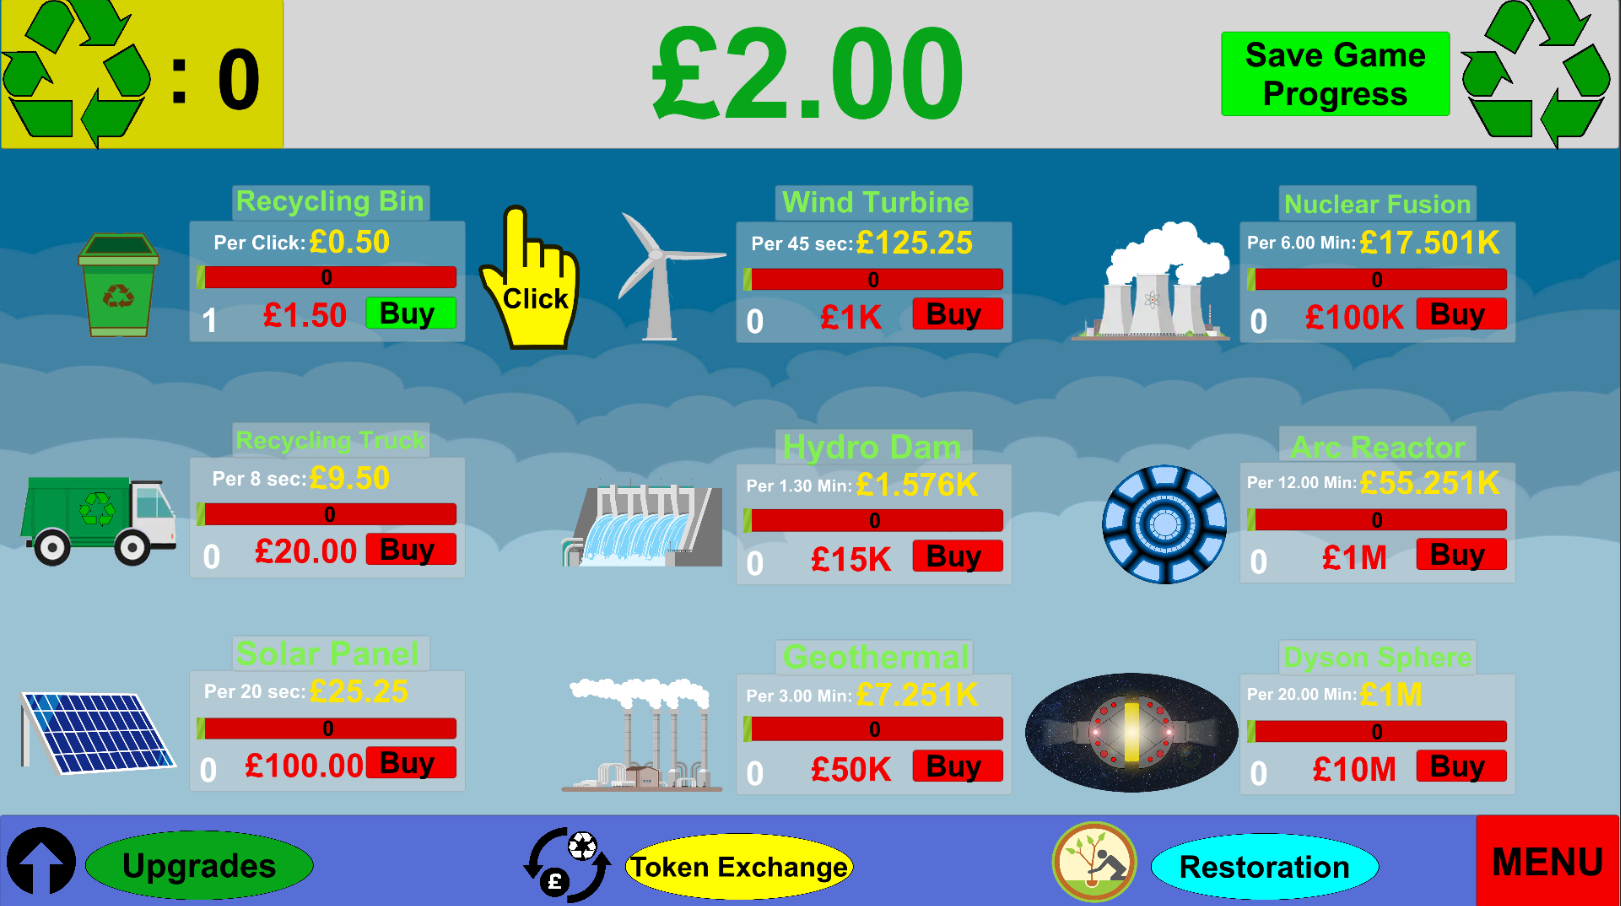 : 0
£2.00
Save Game
Progress
Recycling Bin
Per Click: £0.50
0
1 £1.50 Buy
Click
Wind Turbine
Per 45 sec: £125.25
0
0 £1K Buy
Nuclear Fusion
Per 6.00 Min: £17.501K
0
0 £100K Buy
Recycling Truck
Per 8 sec: £9.50
0
0 £20.00 Buy
Hydro Dam
Per 1.30 Min: £1.576K
0
0 £15K Buy
Arc Reactor
Per 12.00 Min: £55.251K
0
0 £1M Buy
Solar Panel
Per 20 sec: £25.25
0
0 £100.00 Buy
Geothermal
Per 3.00 Min: £7.251K
0
0 £50K Buy
Dyson Sphere
Per 20.00 Min: £1M
0
0 £10M Buy
Upgrades
£
Token Exchange
Restoration
MENU